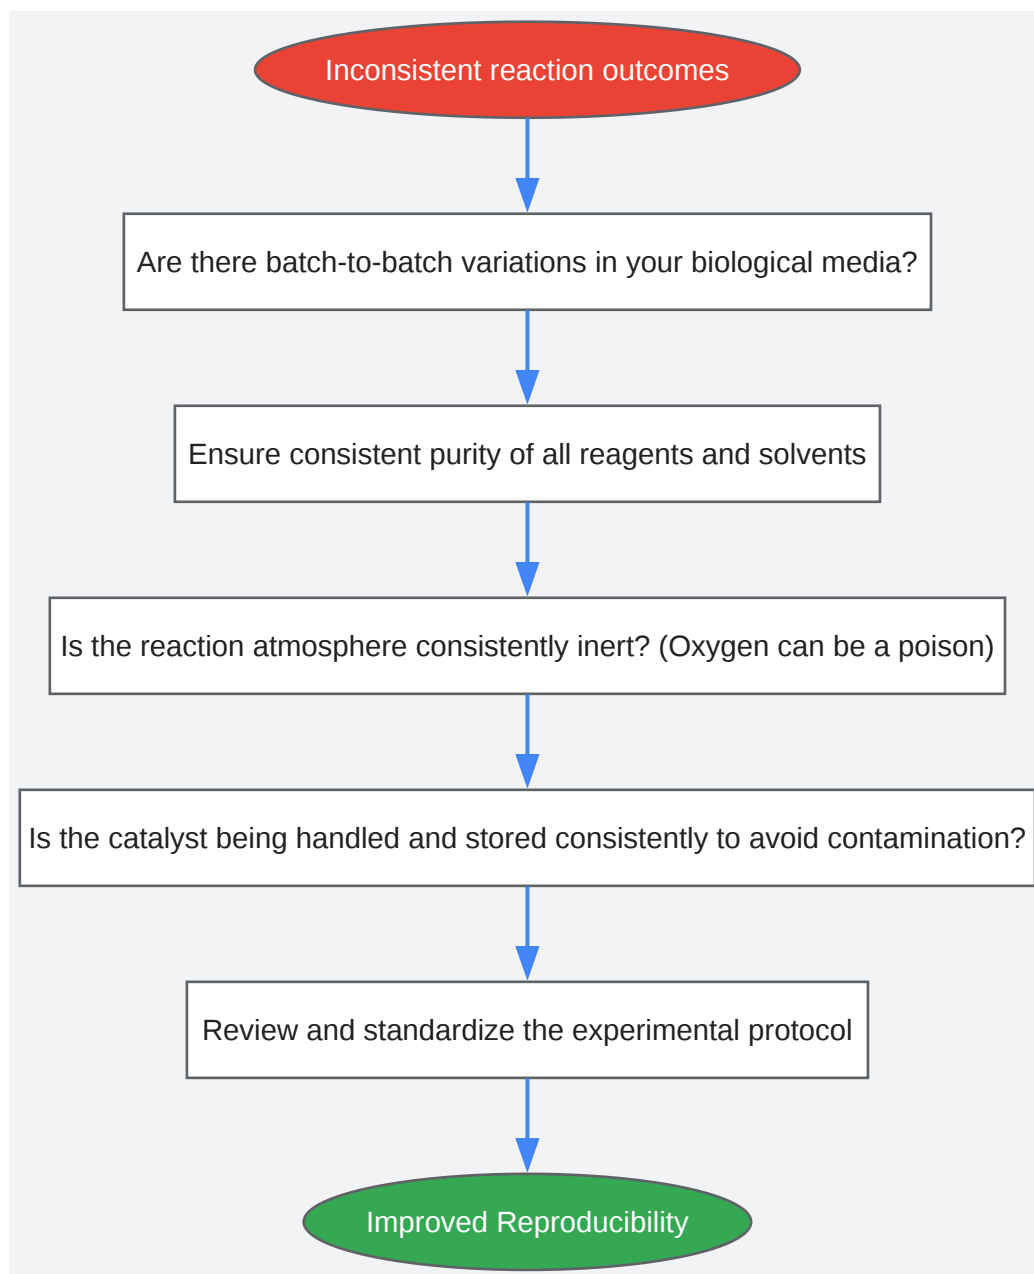 Inconsistent reaction outcomes
Are there batch-to-batch variations in your biological media?
Ensure consistent purity of all reagents and solvents
Is the reaction atmosphere consistently inert? (Oxygen can be a poison)
Is the catalyst being handled and stored consistently to avoid contamination?
Review and standardize the experimental protocol
Improved Reproducibility